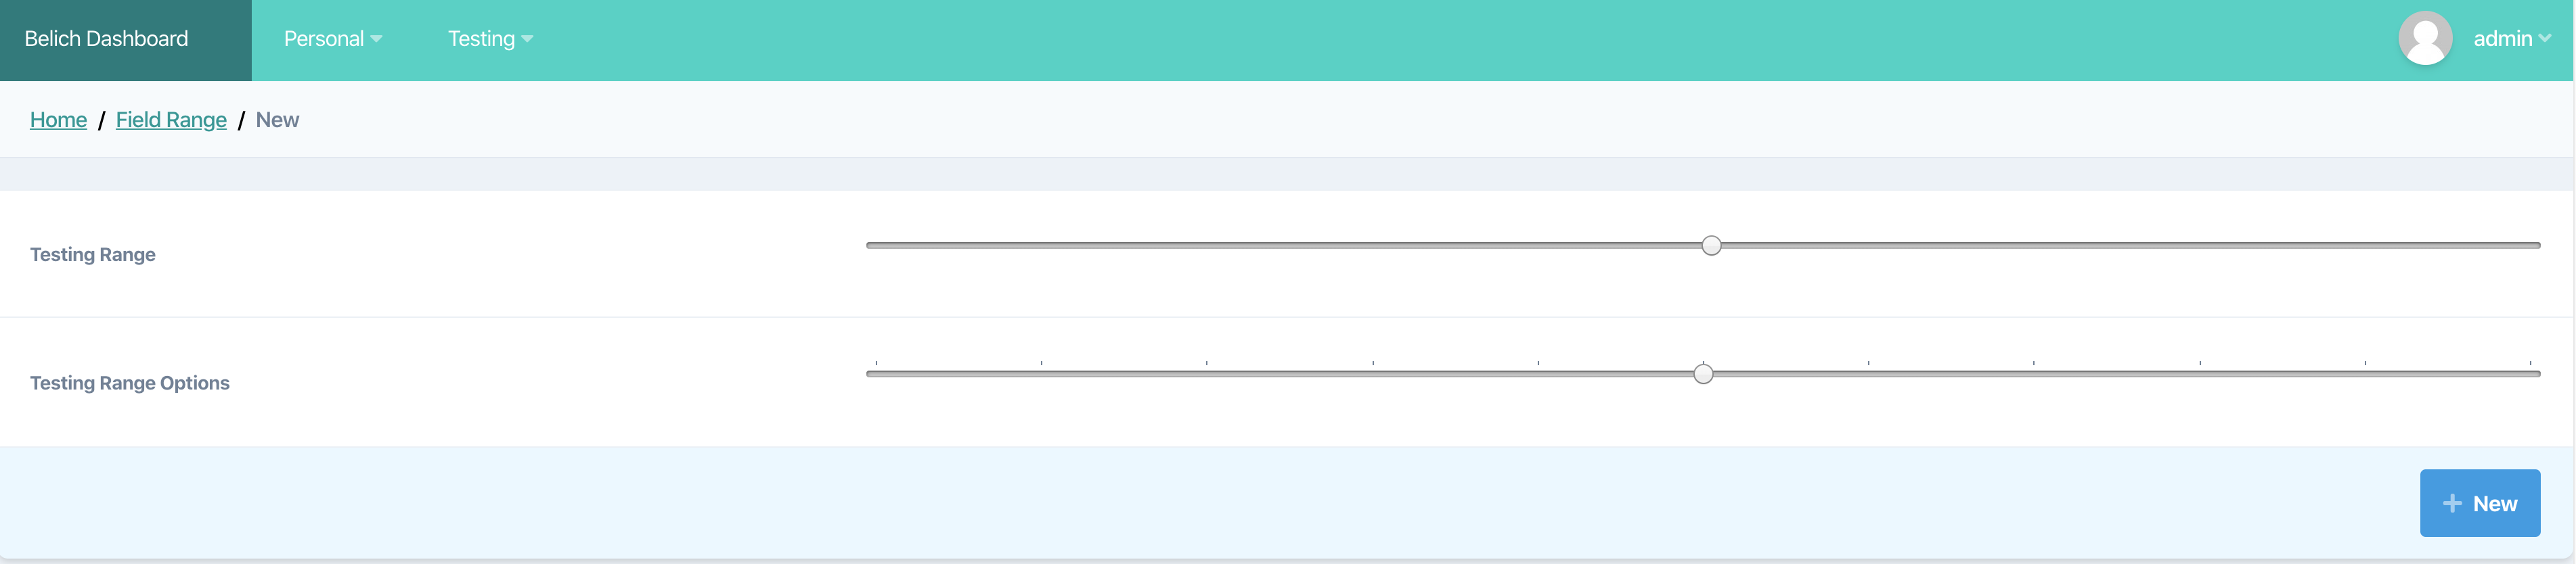 Belich Dashboard Personal Testing admin
Home / Field Range / New
Testing Range
Testing Range Options
New